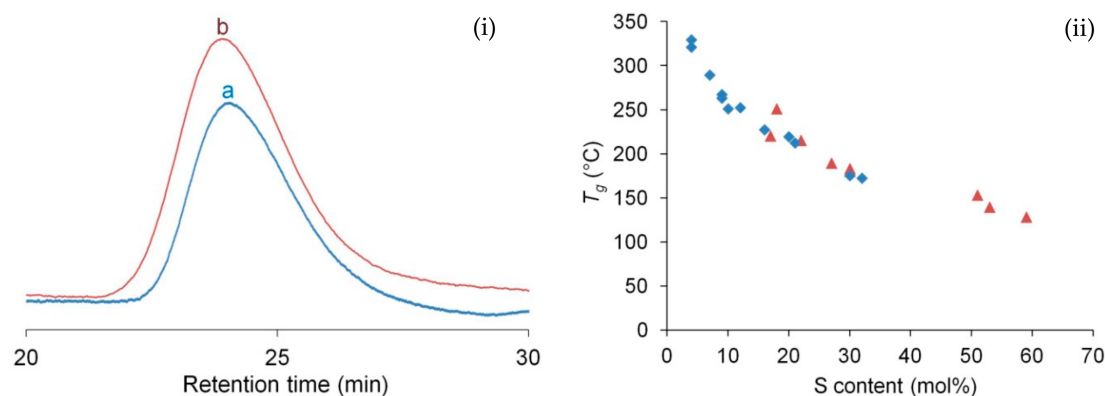 (i)
b
a
20
25
30
Retention time (min)
(ii)
350
300
250
200
150
100
50
0
Tg (°C)
0 10 20 30 40 50 60 70
S content (mol%)